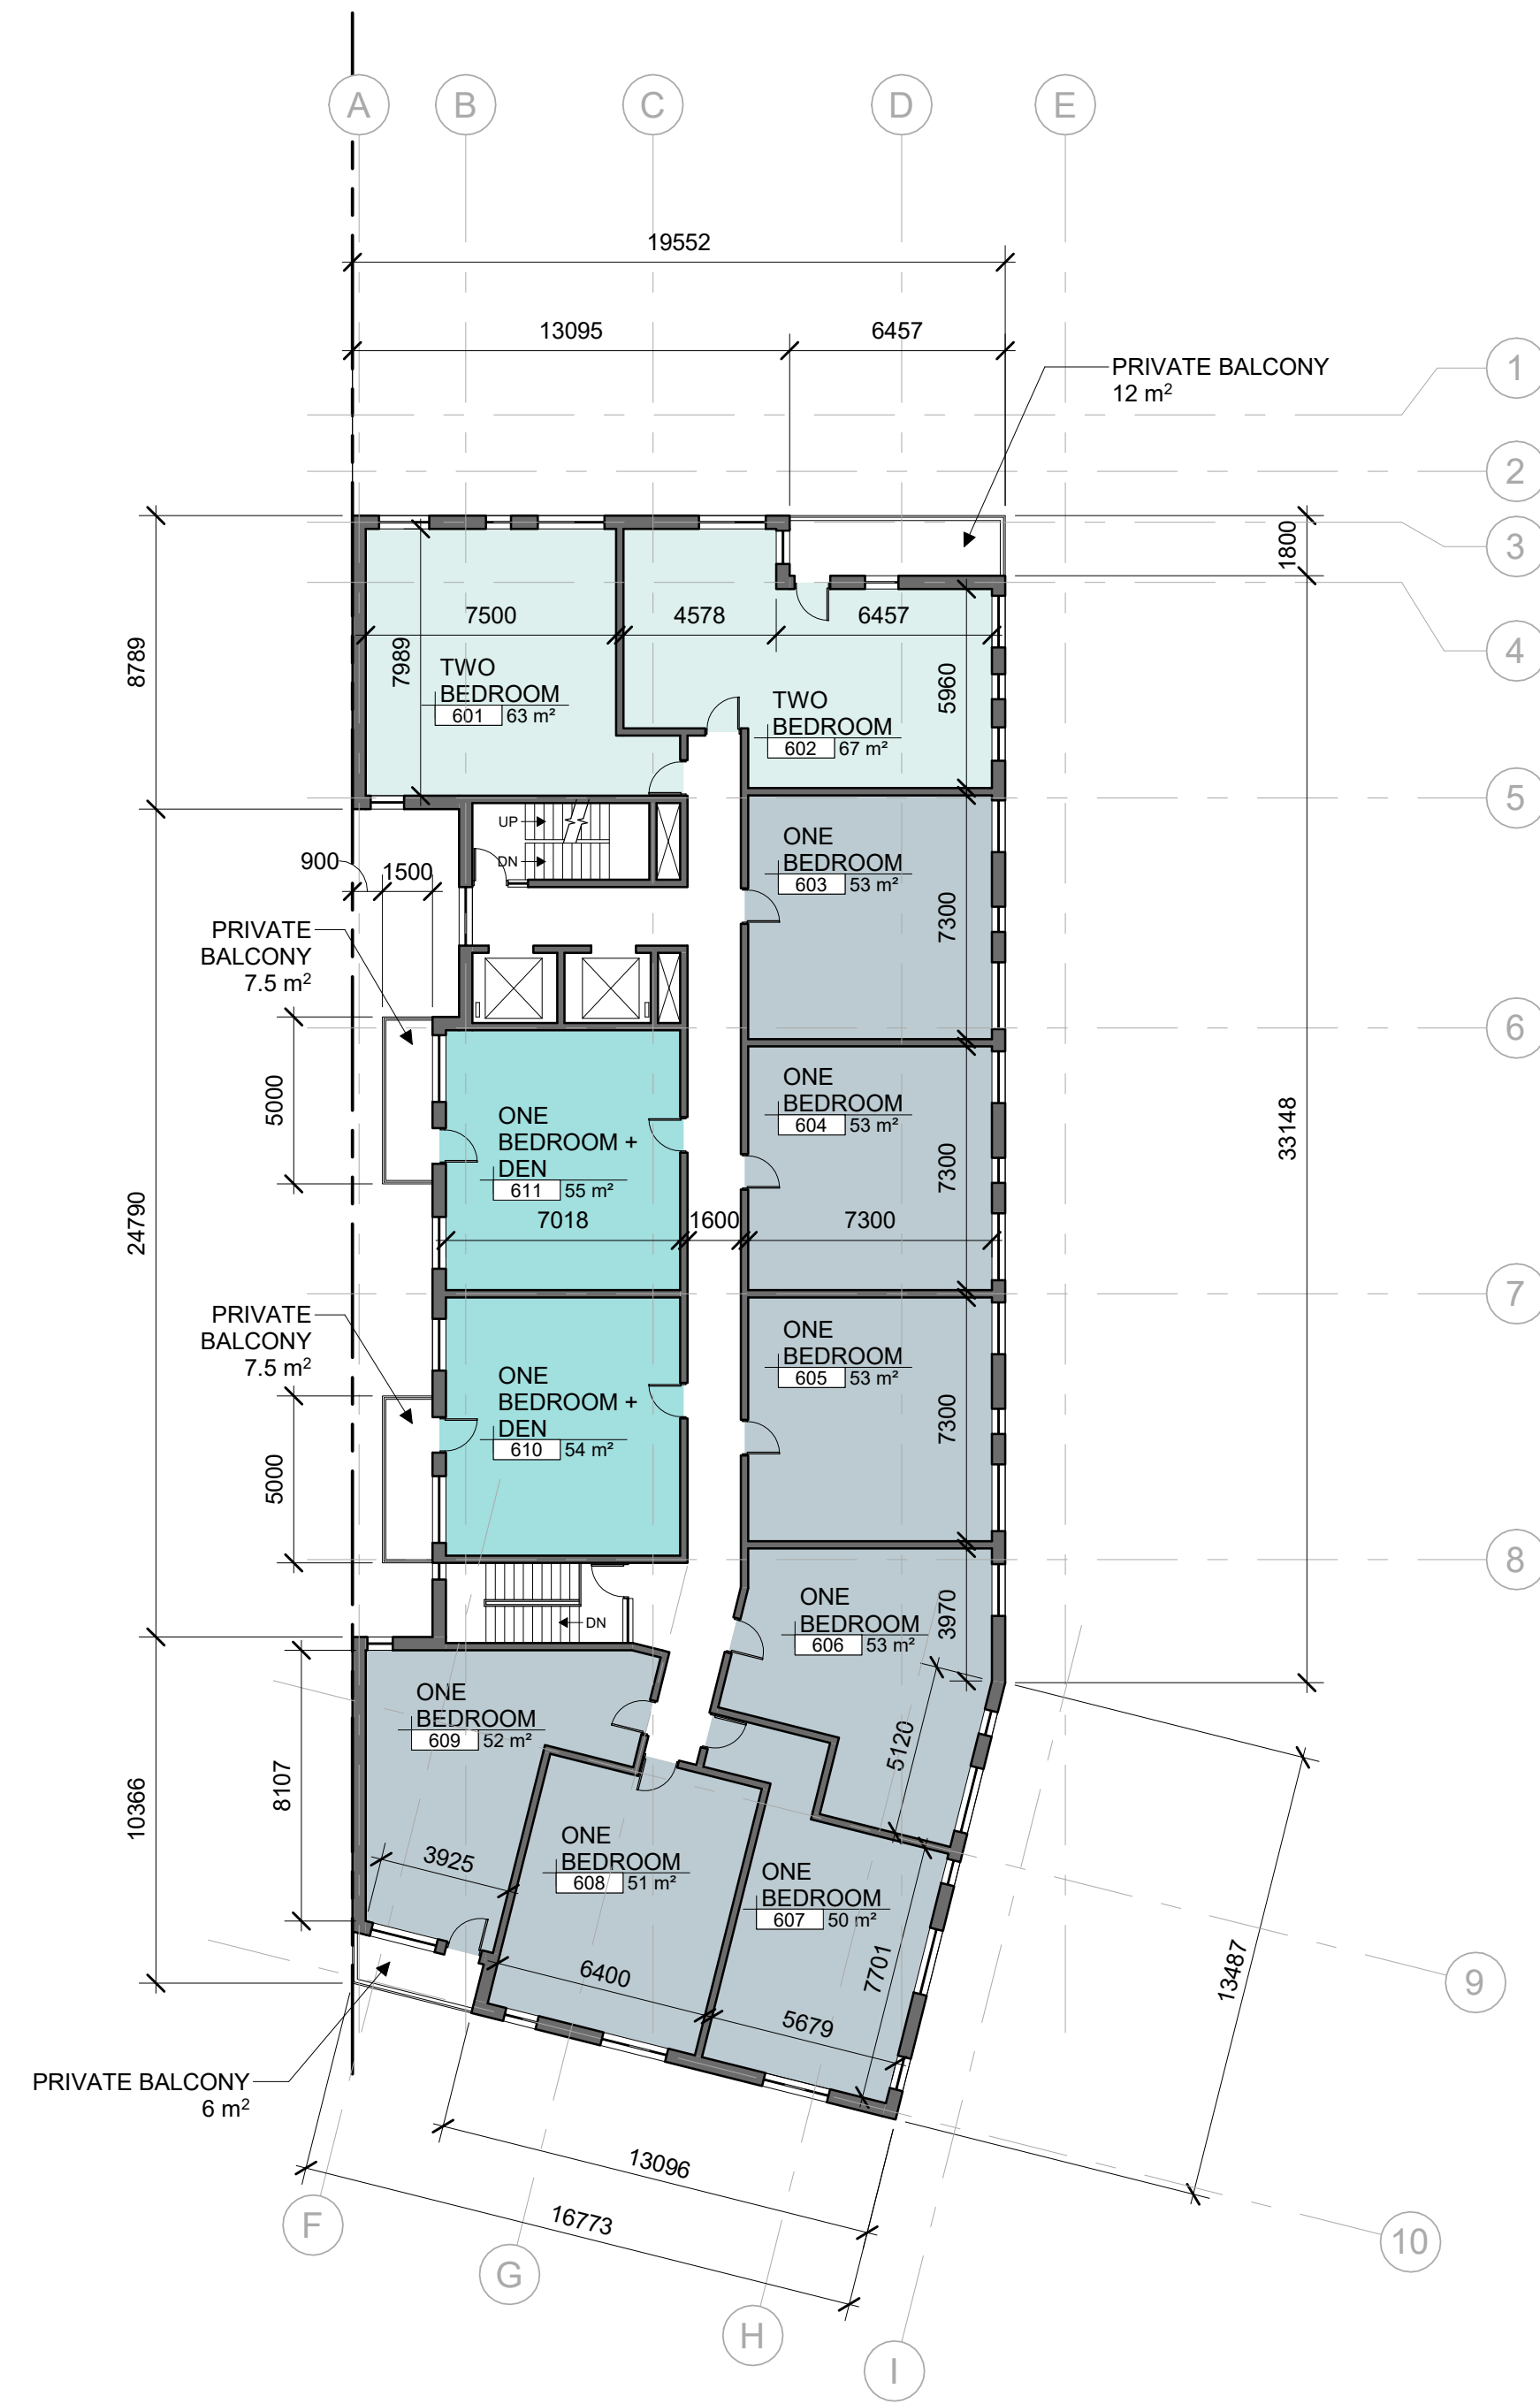 A
B
C
D
E
19552
13095
6457
PRIVATE BALCONY
12 m²
1
2
3
4
5
6
7
8
9
10
1800
8789
7500
4578
6457
7989
5960
TWO
BEDROOM
601 63 m²
TWO
BEDROOM
602 67 m²
UP
DN
900
1500
ONE
BEDROOM
603 53 m²
7300
PRIVATE
BALCONY
7.5 m²
5000
ONE
BEDROOM +
DEN
611 55 m²
ONE
BEDROOM
604 53 m²
7300
33148
24790
7018
1600
7300
PRIVATE
BALCONY
7.5 m²
5000
ONE
BEDROOM +
DEN
610 54 m²
ONE
BEDROOM
605 53 m²
7300
DN
ONE
BEDROOM
606 53 m²
3970
5120
ONE
BEDROOM
609 52 m²
8107
10366
3925
ONE
BEDROOM
608 51 m²
6400
ONE
BEDROOM
607 50 m²
7701
5679
13487
PRIVATE BALCONY
6 m²
13096
16773
F
G
H
I